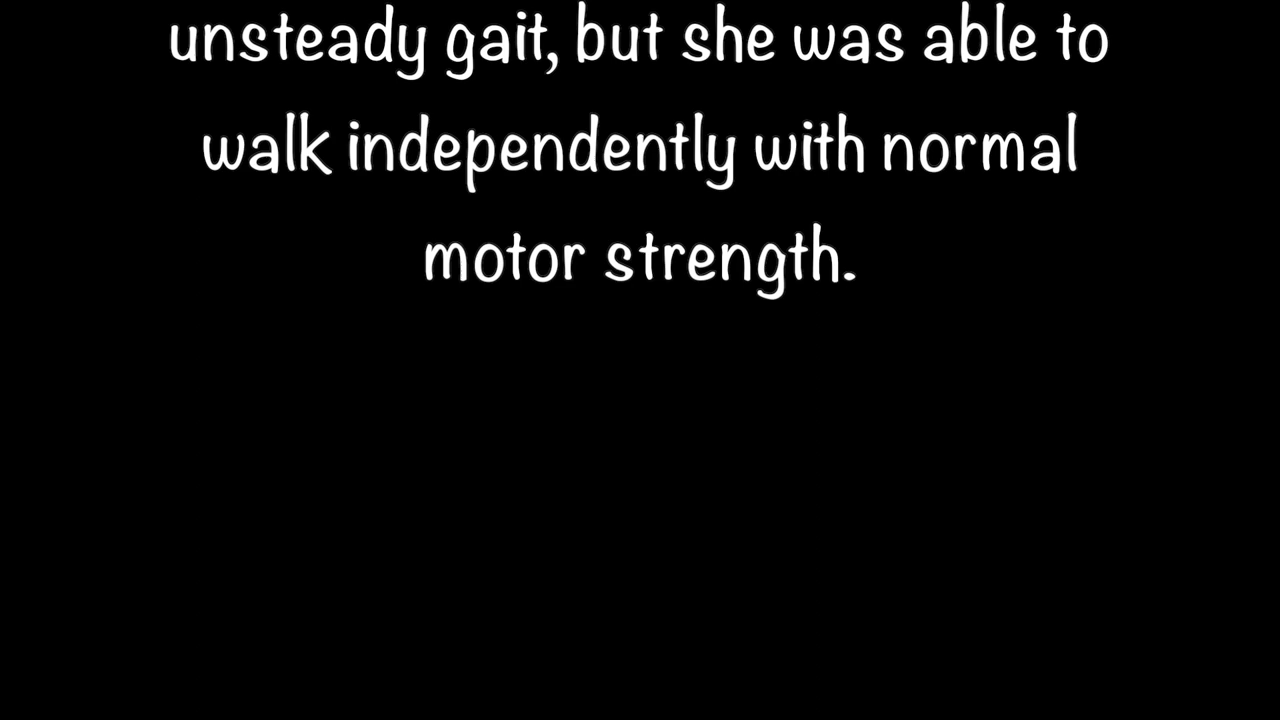 unsteady gait, but she was able to
walk independently with normal
motor strength.